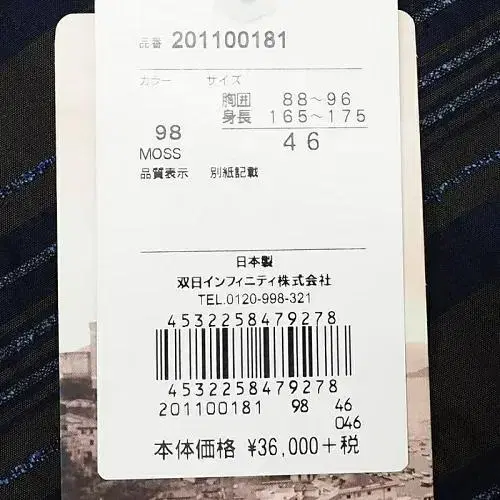 品番 201100181
カラー サイズ
胸囲 88～96
身長 165～175
98 46
MOSS
品質表示 別紙記載
日本製
双日インフィニティ株式会社
TEL.0120-998-321
4532258479278
4532258479278
201100181 98 46
046
本体価格 ¥36,000+税